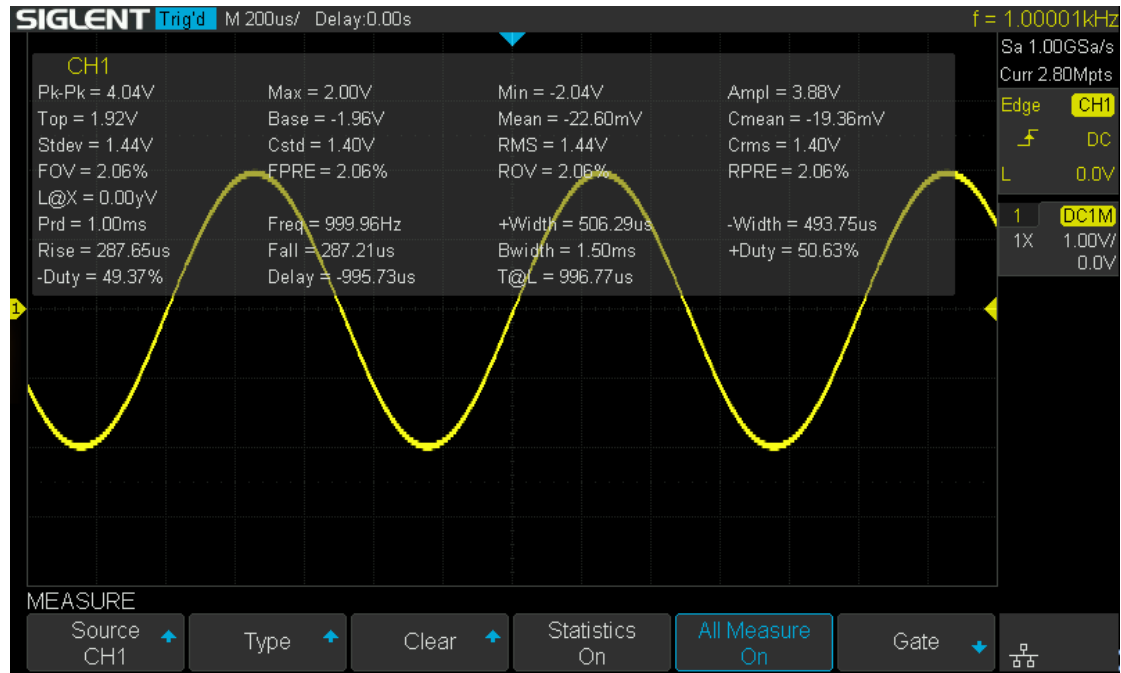 SIGLENT Trig'd M 200us/ Delay:0.00s f = 1.00001kHz
Sa 1.00GSa/s
Curr 2.80Mpts
Edge CH1
DC
L 0.0V
1 DC1M
1X 1.00V/
0.0V
CH1
Pk-Pk = 4.04V Max = 2.00V Min = -2.04V Ampl = 3.88V
Top = 1.92V Base = -1.96V Mean = -22.60mV Cmean = -19.36mV
Stdev = 1.44V Cstd = 1.40V RMS = 1.44V Crms = 1.40V
FOV = 2.06% FPRE = 2.06% ROV = 2.06% RPRE = 2.06%
L@X = 0.00yV
Prd = 1.00ms Freq = 999.96Hz +Width = 506.29us -Width = 493.75us
Rise = 287.65us Fall = 287.21us Bwidth = 1.50ms +Duty = 50.63%
-Duty = 49.37% Delay = -995.73us T@L = 996.77us
1
MEASURE
Source CH1
Type
Clear
Statistics On
All Measure On
Gate